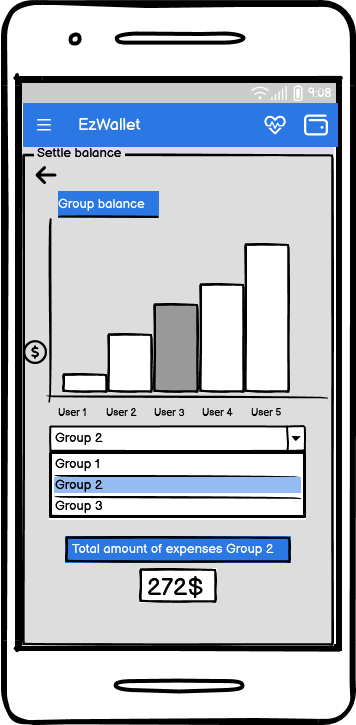 9:08
EzWallet
Settle balance
Group balance
$
User 1 User 2 User 3 User 4 User 5
Group 2
Group 1
Group 2
Group 3
Total amount of expenses Group 2
272$